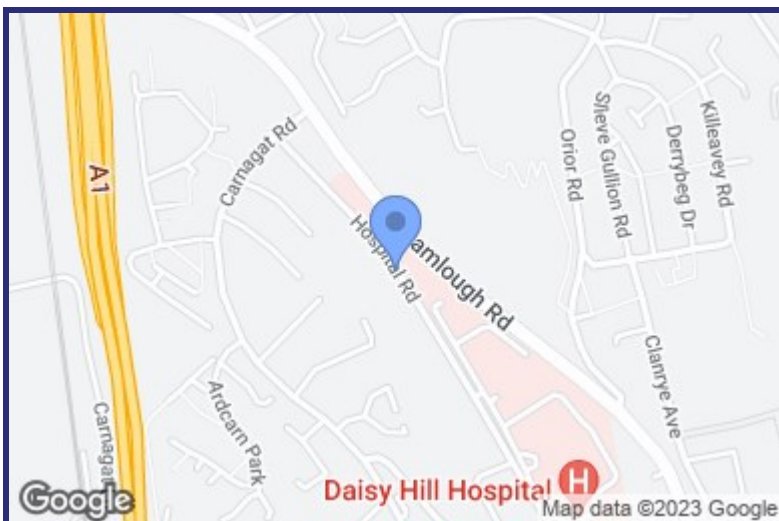 A1
Carnagat Rd
Hospital Rd
amlough Rd
Orior Rd
Slieve Gullion Rd
Derrybeg Dr
Killeavey Rd
Clanrye Ave
Ardcarn Park
Carnaga
Daisy Hill Hospital
H
Google
Map data ©2023 Google